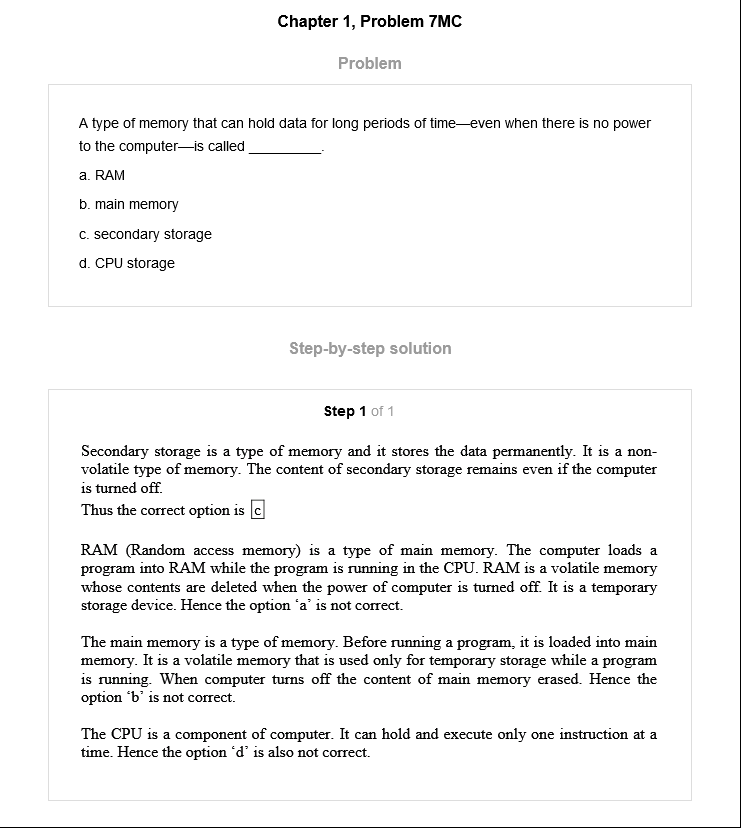 Chapter 1, Problem 7MC
Problem
A type of memory that can hold data for long periods of time—even when there is no power
to the computer—is called __________.
a. RAM
b. main memory
c. secondary storage
d. CPU storage
Step-by-step solution
Step 1 of 1
Secondary storage is a type of memory and it stores the data permanently. It is a non-
volatile type of memory. The content of secondary storage remains even if the computer
is turned off.
Thus the correct option is c
RAM (Random access memory) is a type of main memory. The computer loads a
program into RAM while the program is running in the CPU. RAM is a volatile memory
whose contents are deleted when the power of computer is turned off. It is a temporary
storage device. Hence the option ‘a’ is not correct.
The main memory is a type of memory. Before running a program, it is loaded into main
memory. It is a volatile memory that is used only for temporary storage while a program
is running. When computer turns off the content of main memory erased. Hence the
option ‘b’ is not correct.
The CPU is a component of computer. It can hold and execute only one instruction at a
time. Hence the option ‘d’ is also not correct.